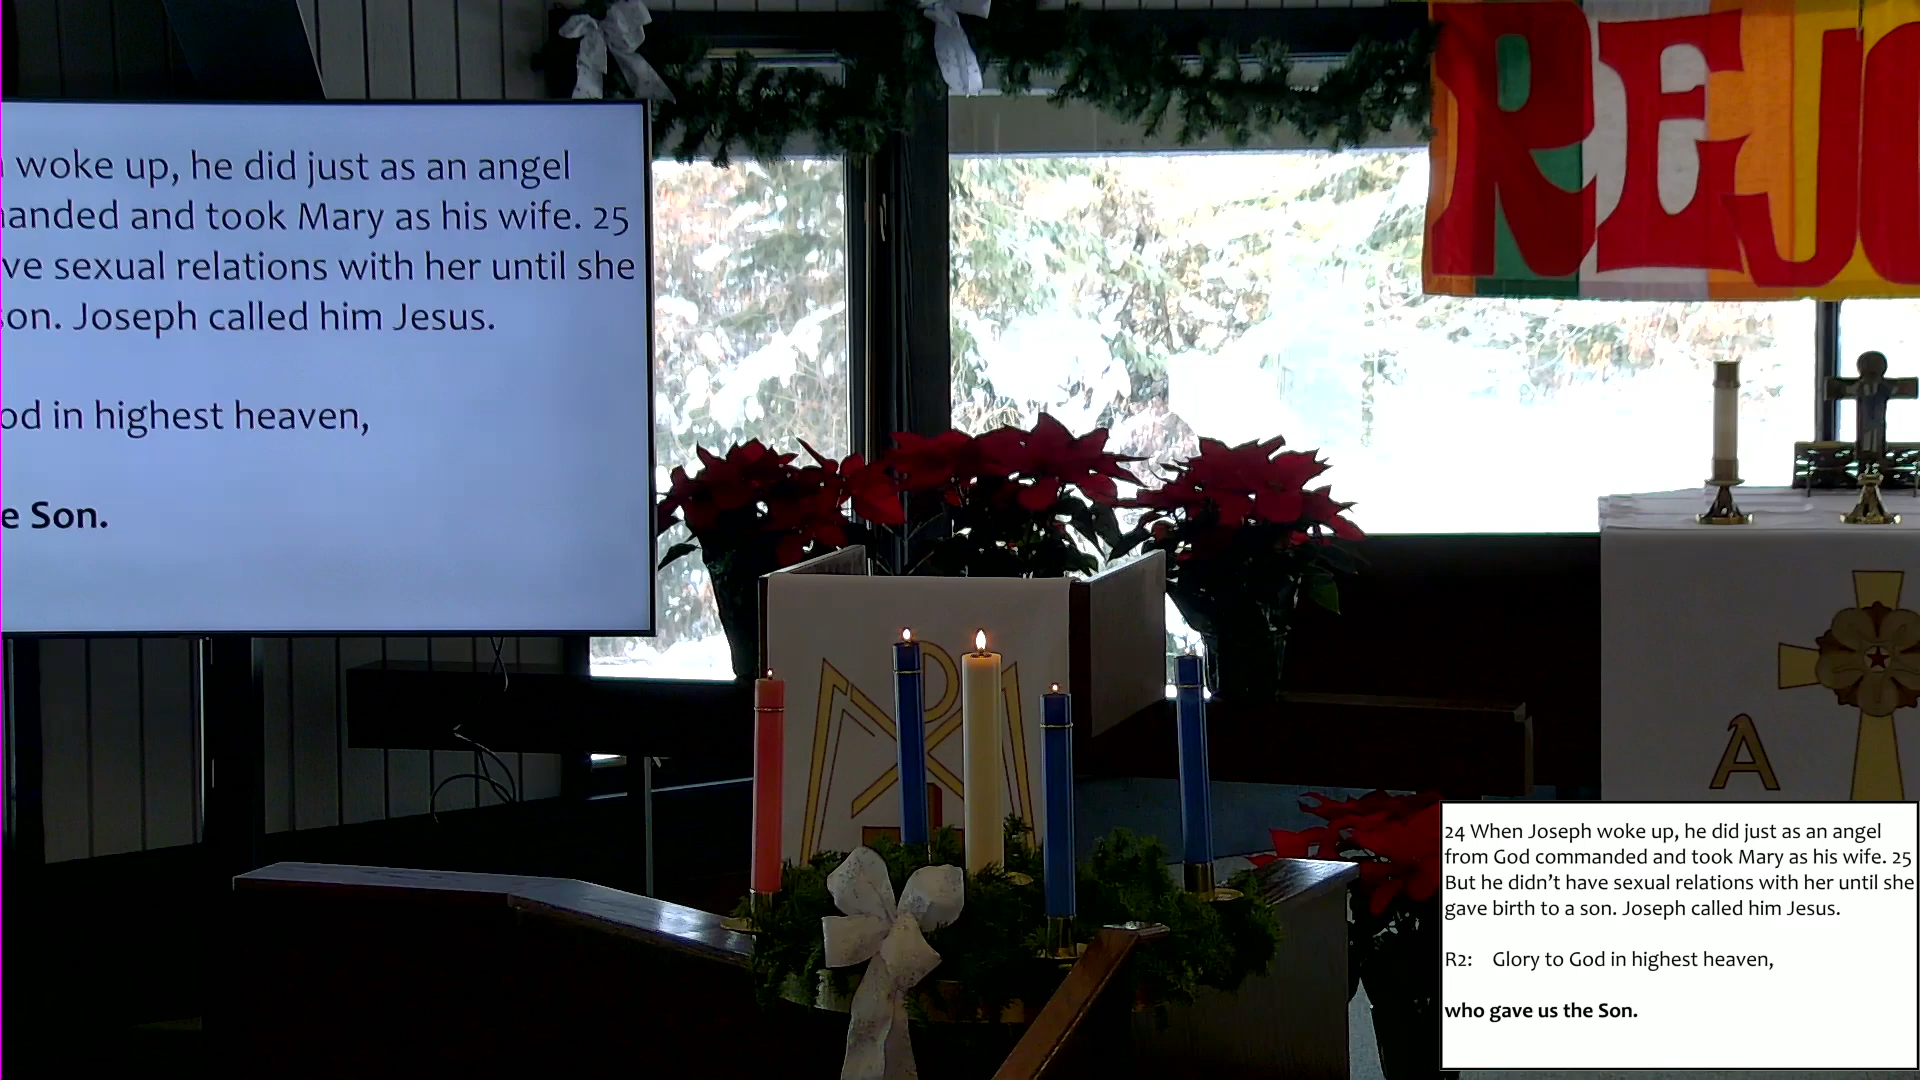 woke up, he did just as an angel
anded and took Mary as his wife. 25
ve sexual relations with her until she
son. Joseph called him Jesus.
od in highest heaven,
e Son.
REJO
A
24 When Joseph woke up, he did just as an angel
from God commanded and took Mary as his wife. 25
But he didn't have sexual relations with her until she
gave birth to a son. Joseph called him Jesus.
R2: Glory to God in highest heaven,
who gave us the Son.